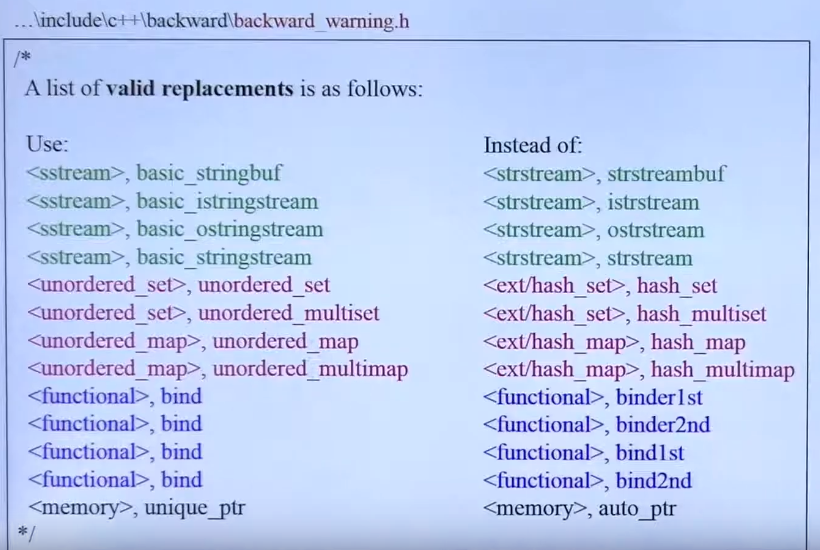 ...\include\c++\backward\backward_warning.h
/*
A list of valid replacements is as follows:
Use: Instead of:
<sstream>, basic_stringbuf <strstream>, strstreambuf
<sstream>, basic_istringstream <strstream>, istrstream
<sstream>, basic_ostringstream <strstream>, ostrstream
<sstream>, basic_stringstream <strstream>, strstream
<unordered_set>, unordered_set <ext/hash_set>, hash_set
<unordered_set>, unordered_multiset <ext/hash_set>, hash_multiset
<unordered_map>, unordered_map <ext/hash_map>, hash_map
<unordered_map>, unordered_multimap <ext/hash_map>, hash_multimap
<functional>, bind <functional>, binder1st
<functional>, bind <functional>, binder2nd
<functional>, bind <functional>, bind1st
<functional>, bind <functional>, bind2nd
<memory>, unique_ptr <memory>, auto_ptr
*/